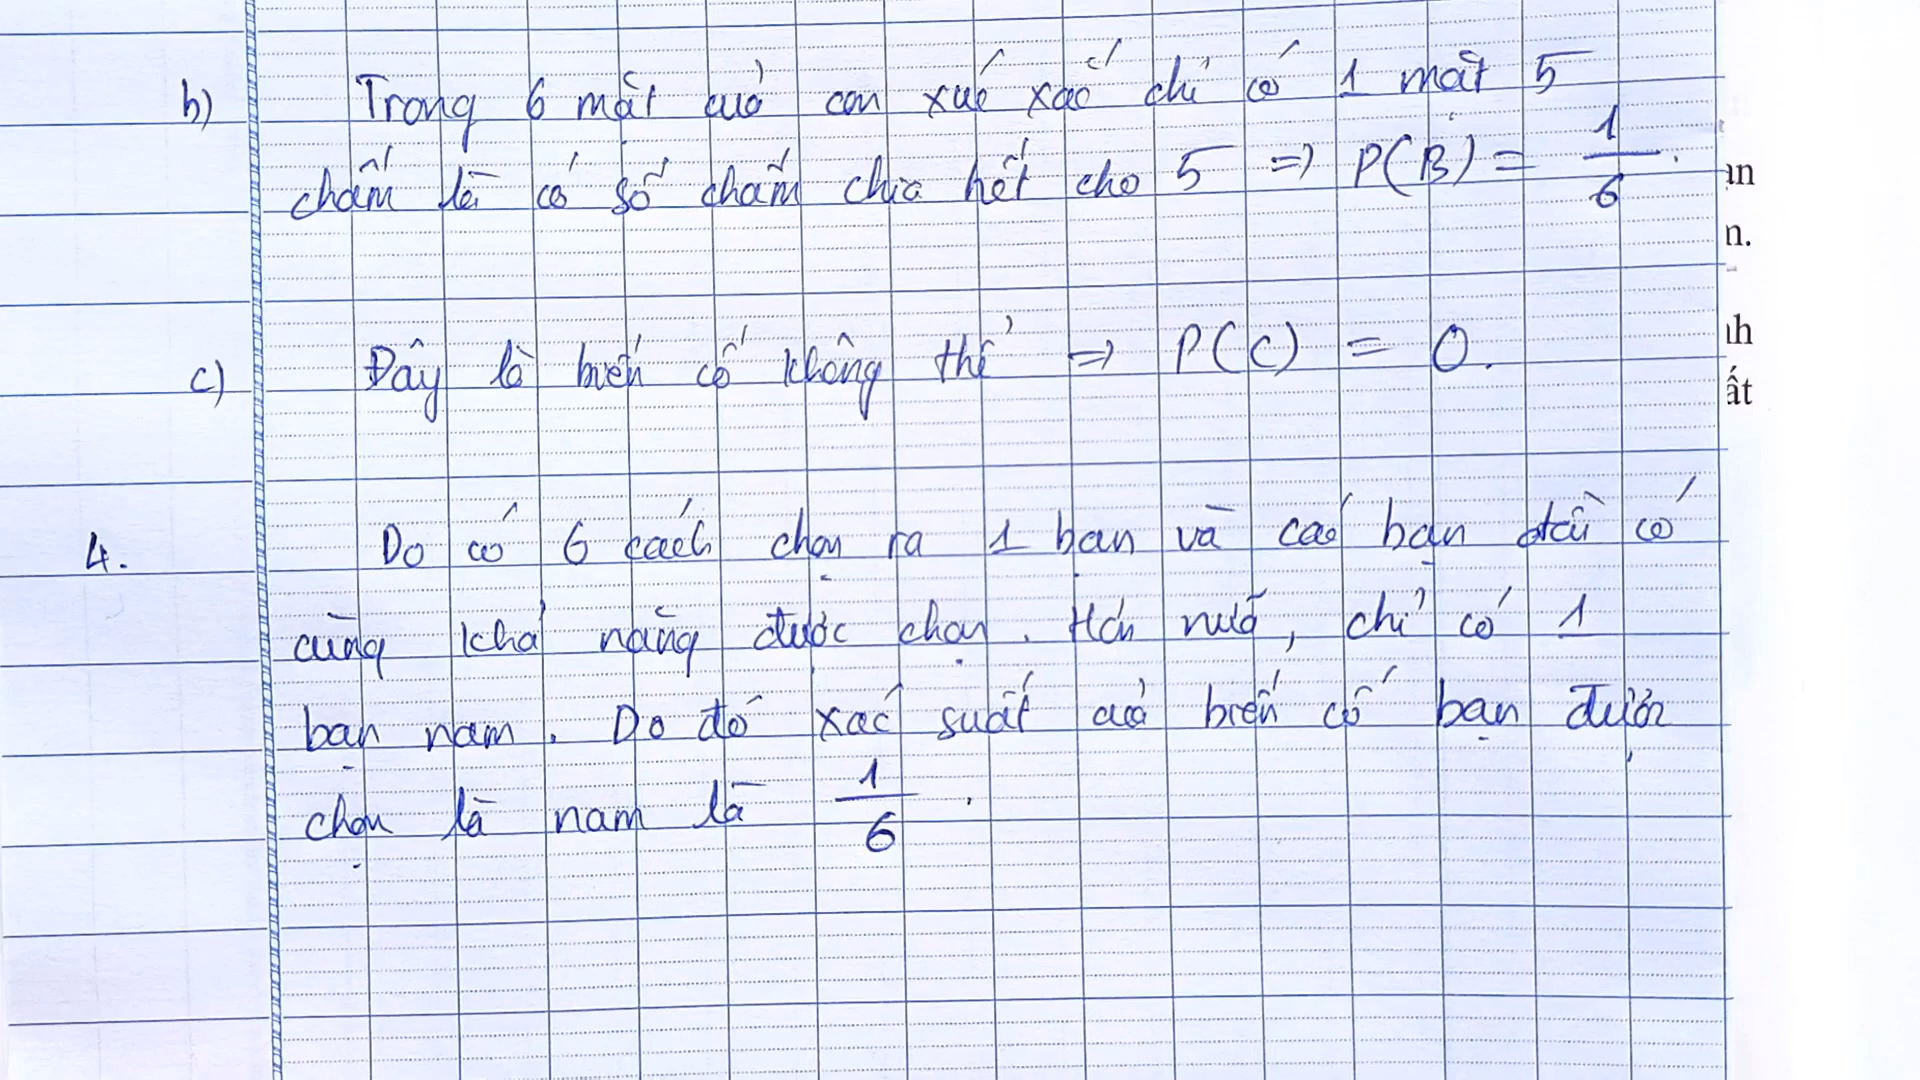 b) Trong 6 mặt của con xúc xắc chỉ có 1 mặt 5
chấm là có số chấm chia hết cho 5 => P(B) = 1/6.
c) Đây là biến cố không thể => P(C) = 0.
4. Do có 6 cách chọn ra 1 bạn và các bạn đều có
cùng khả năng được chọn. Hơn nữa, chỉ có 1
bạn nam. Do đó xác suất của biến cố bạn được
chọn là nam là 1/6.
ın
n.
ıh
ất